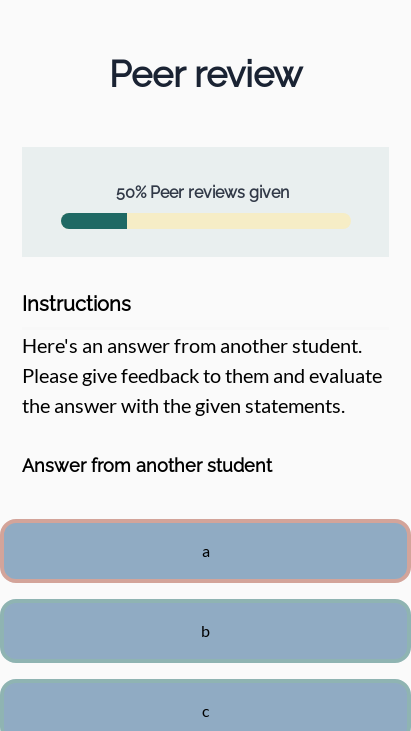 Peer review
50% Peer reviews given
Instructions
Here's an answer from another student.
Please give feedback to them and evaluate
the answer with the given statements.
Answer from another student
a
b
c